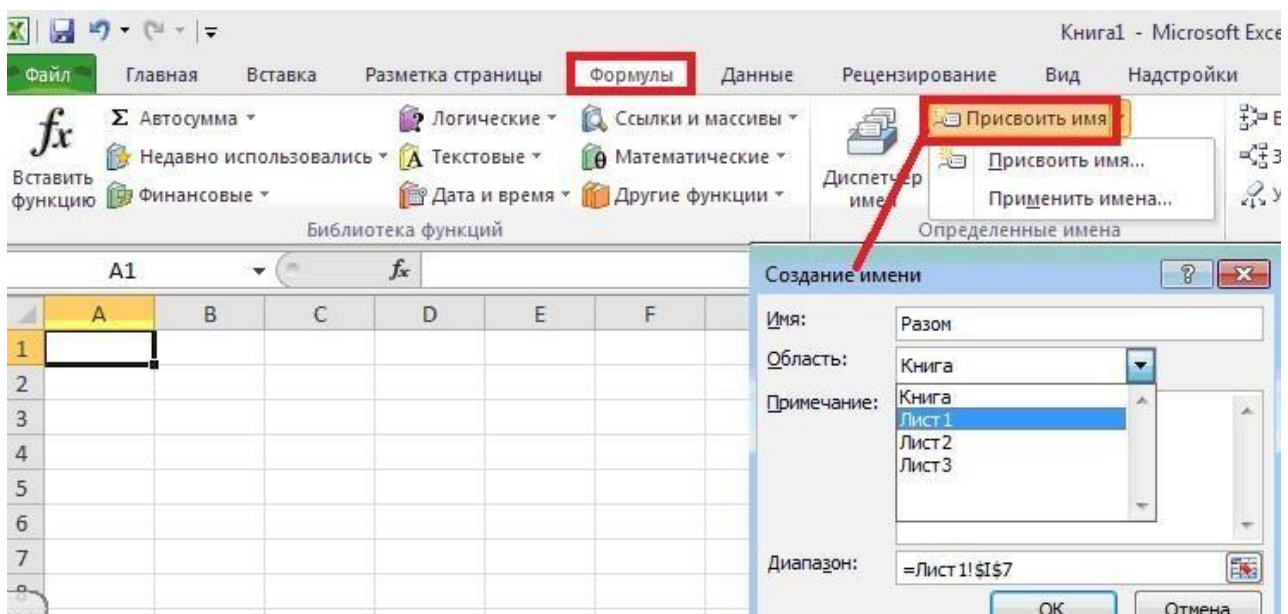 Книга1 - Microsoft Exce
Файл Главная Вставка Разметка страницы Формулы Данные Рецензирование Вид Надстройки
fx Вставить функцию
Σ Автосумма
Недавно использовались
Финансовые
Логические
Текстовые
Дата и время
Ссылки и массивы
Математические
Другие функции
Библиотека функций
Диспетчер имен
Присвоить имя
Присвоить имя...
Применить имена...
Определенные имена
A1 fx
A B C D E F
1
2
3
4
5
6
7
8
Создание имени
Имя: Разом
Область: Книга
Книга
Лист1
Лист2
Лист3
Примечание:
Диапазон: =Лист1!$I$7
ОК Отмена